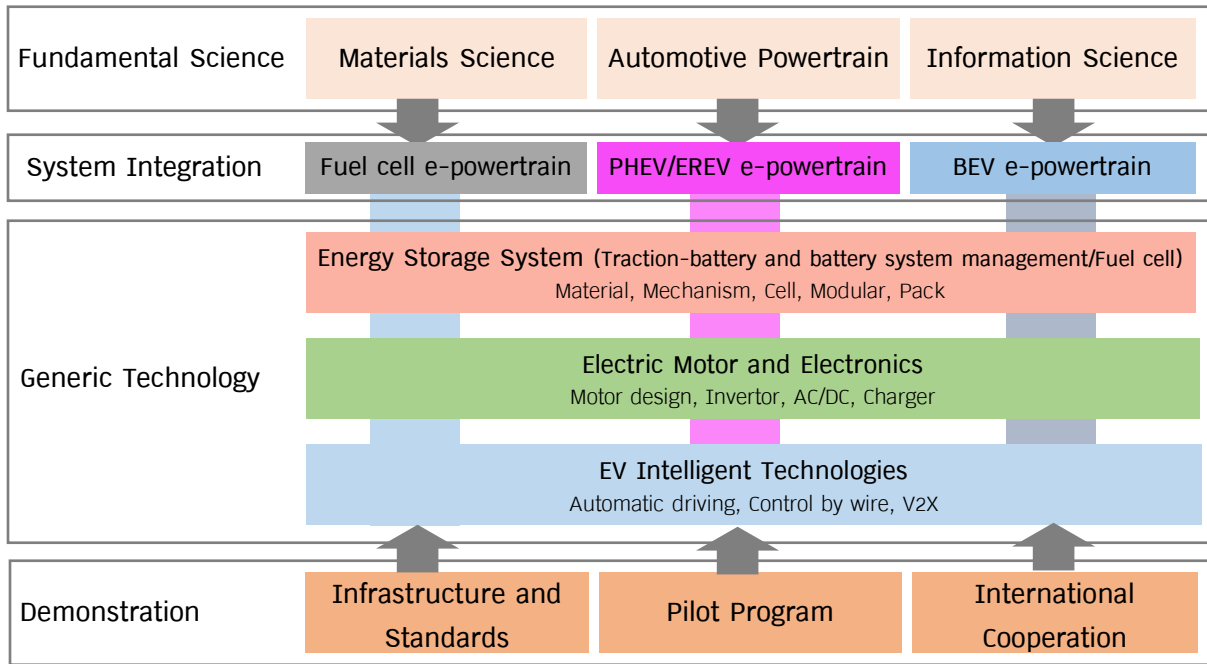 Fundamental Science
Materials Science
Automotive Powertrain
Information Science
System Integration
Fuel cell e-powertrain
PHEV/EREV e-powertrain
BEV e-powertrain
Generic Technology
Energy Storage System (Traction-battery and battery system management/Fuel cell)
Material, Mechanism, Cell, Modular, Pack
Electric Motor and Electronics
Motor design, Invertor, AC/DC, Charger
EV Intelligent Technologies
Automatic driving, Control by wire, V2X
Demonstration
Infrastructure and
Standards
Pilot Program
International
Cooperation